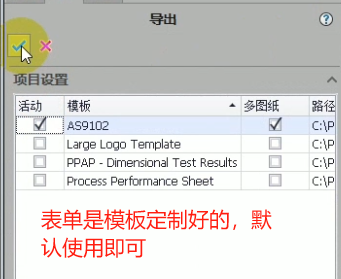 导出
项目设置
活动 模板 多图纸 路径
AS9102 C:\P
Large Logo Template C:\P
PPAP - Dimensional Test Results C:\P
Process Performance Sheet C:\P
表单是模板定制好的，默
认使用即可